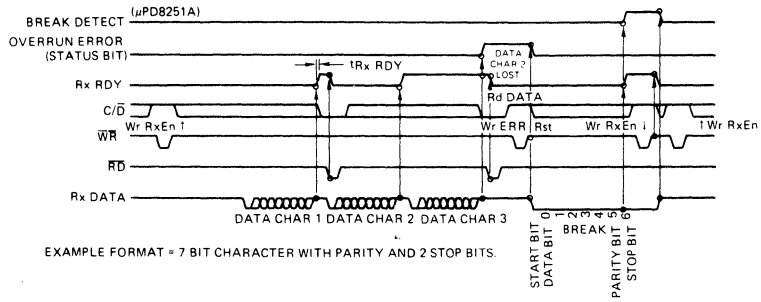 (μPD8251A)
BREAK DETECT
OVERRUN ERROR
(STATUS BIT)
DATA
CHAR 2
LOST
tRx RDY
Rx RDY
Rd DATA
C/D̅
Wr RxEn ↑
Wr ERR Rst
Wr RxEn ↓
↑ Wr RxEn
W̅R̅
R̅D̅
Rx DATA
DATA CHAR 1 DATA CHAR 2 DATA CHAR 3
START BIT
DATA BIT 0 1 2 3 4 5 6
BREAK
PARITY BIT
STOP BIT
EXAMPLE FORMAT = 7 BIT CHARACTER WITH PARITY AND 2 STOP BITS.